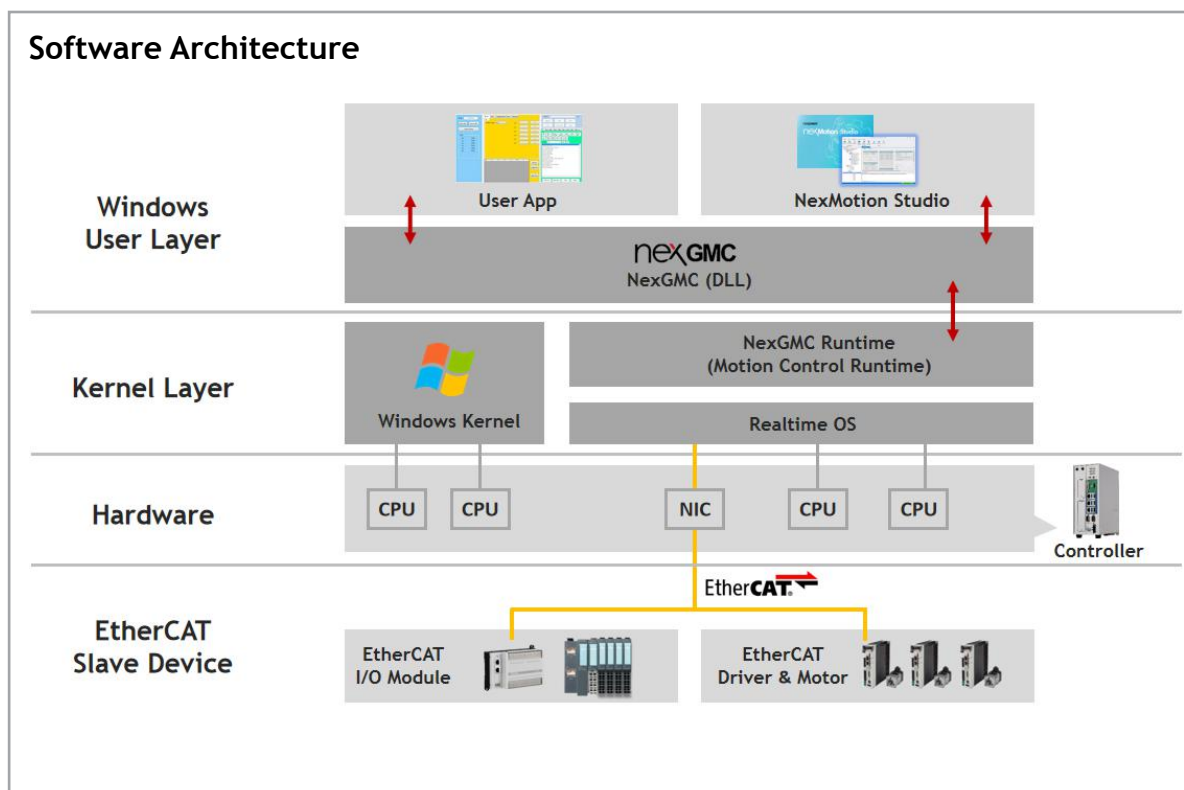 Software Architecture
Windows
User Layer
User App
nexMotion Studio
NexMotion Studio
nexGMC
NexGMC (DLL)
Kernel Layer
Windows Kernel
NexGMC Runtime
(Motion Control Runtime)
Realtime OS
Hardware
CPU
CPU
NIC
CPU
CPU
Controller
EtherCAT
EtherCAT
Slave Device
EtherCAT
I/O Module
EtherCAT
Driver & Motor